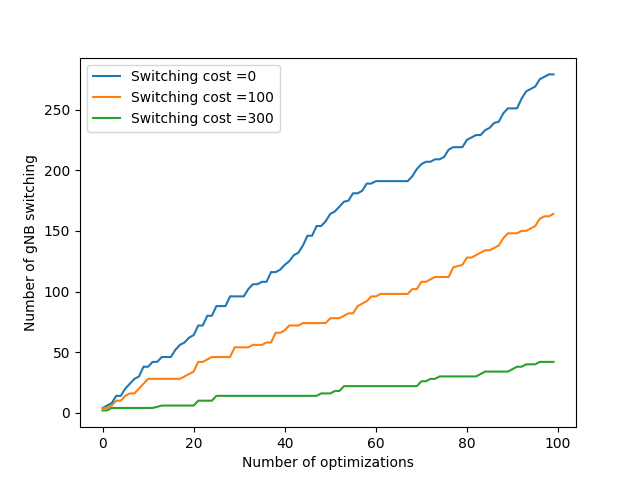 Switching cost =0
Switching cost =100
Switching cost =300
250
200
150
100
50
0
Number of gNB switching
0 20 40 60 80 100
Number of optimizations